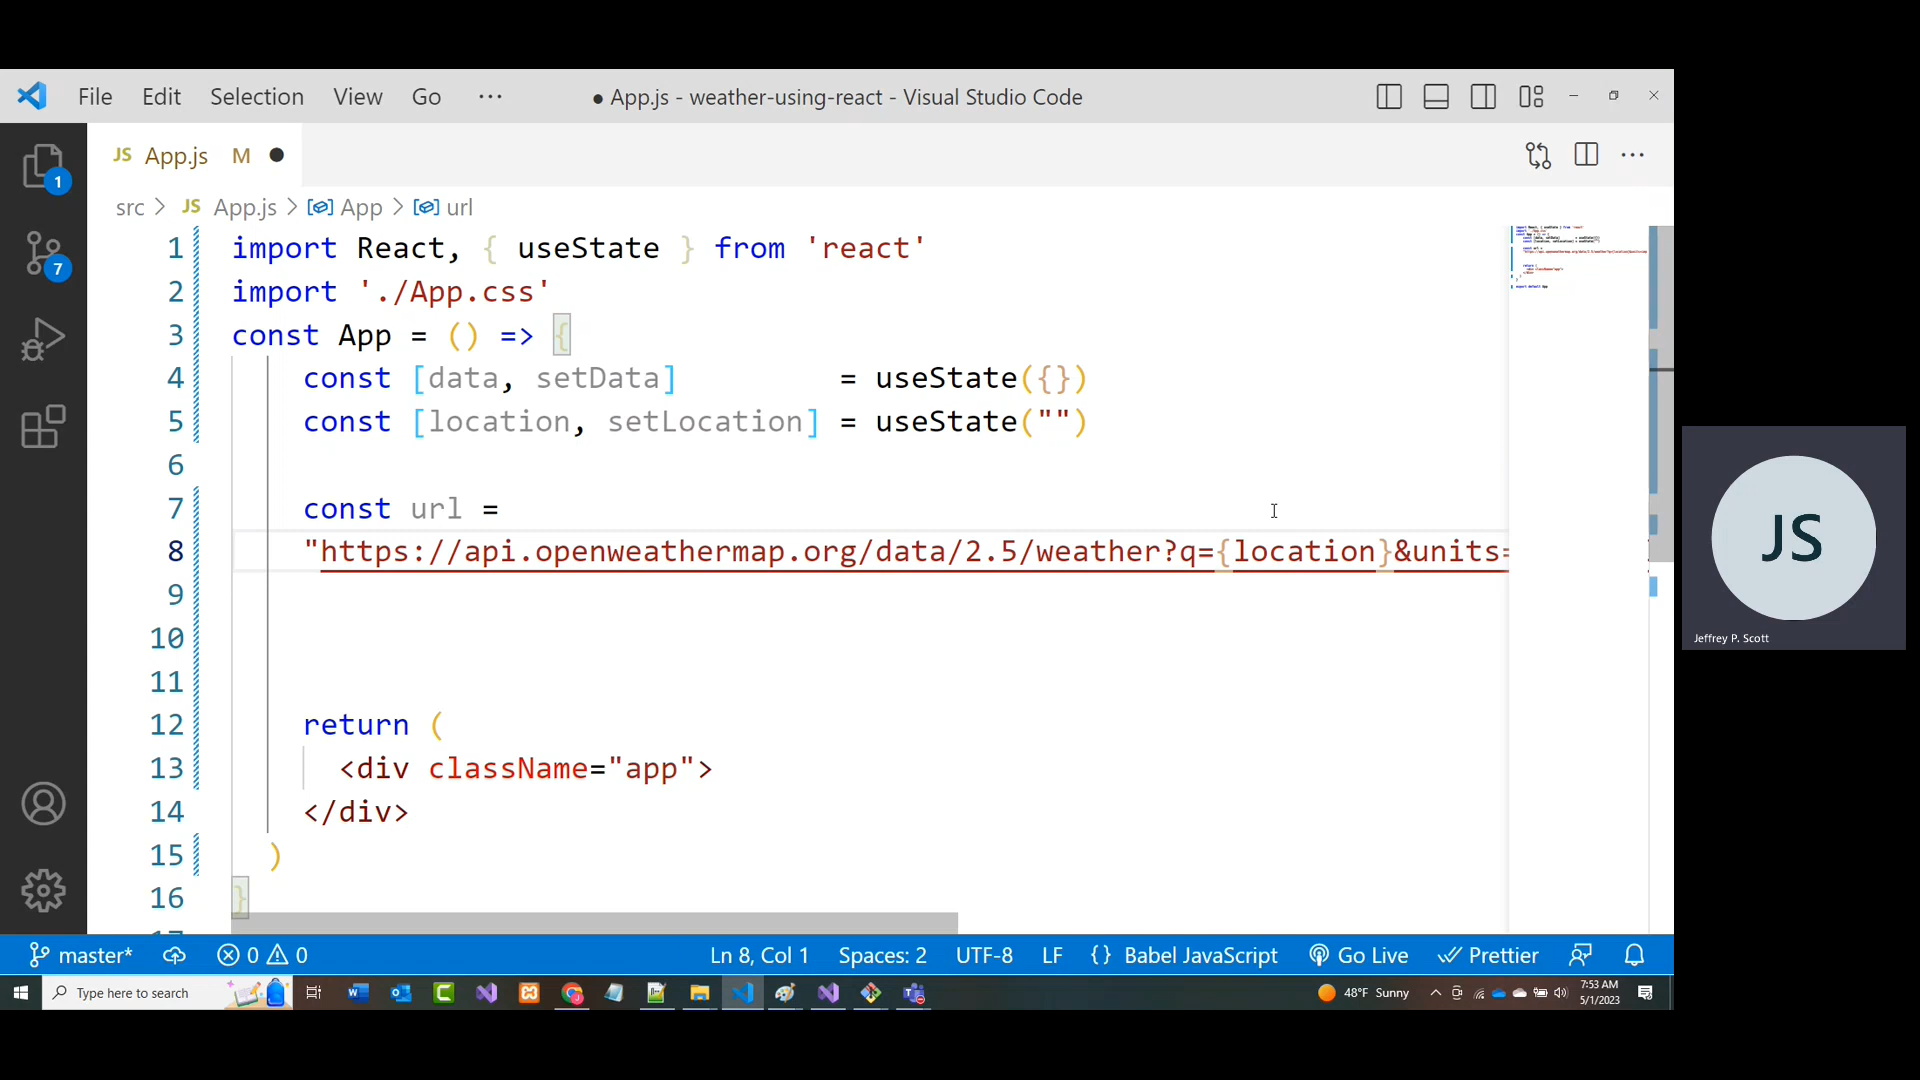 File Edit Selection View Go ··· ● App.js - weather-using-react - Visual Studio Code
JS App.js M ●
src > JS App.js > App > url
1 import React, { useState } from 'react'
2 import './App.css'
3 const App = () => {
4 const [data, setData] = useState({})
5 const [location, setLocation] = useState("")
6
7 const url =
8 "https://api.openweathermap.org/data/2.5/weather?q={location}&units=
9
10
11
12 return (
13 <div className="app">
14 </div>
15 )
16 }
1
7
JS
Jeffrey P. Scott
master* 0 0 Ln 8, Col 1 Spaces: 2 UTF-8 LF {} Babel JavaScript Go Live Prettier
Type here to search 48°F Sunny 7:53 AM
5/1/2023